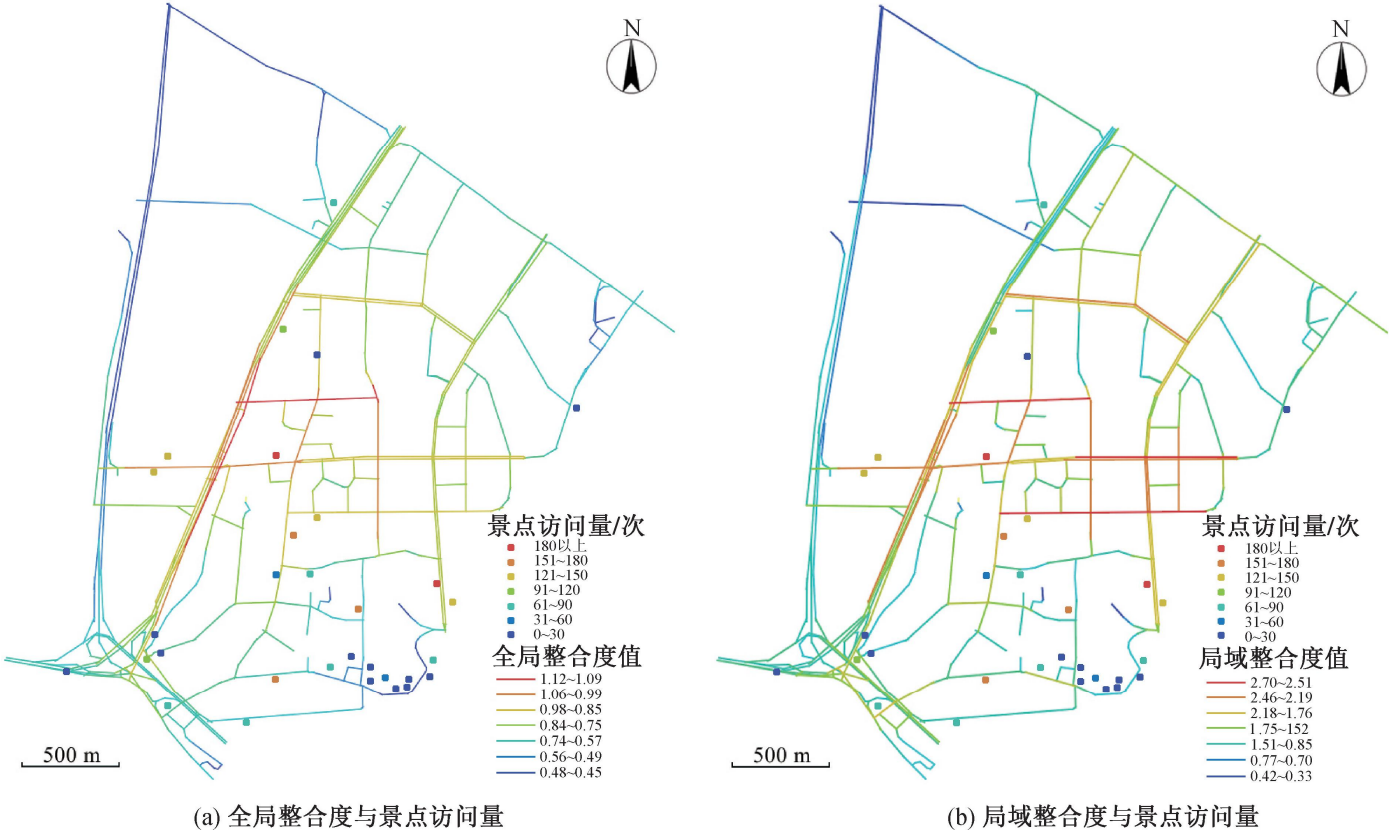 N
景点访问量/次
180以上
151~180
121~150
91~120
61~90
31~60
0~30
全局整合度值
1.12~1.09
1.06~0.99
0.98~0.85
0.84~0.75
0.74~0.57
0.56~0.49
0.48~0.45
500 m
(a) 全局整合度与景点访问量
N
景点访问量/次
180以上
151~180
121~150
91~120
61~90
31~60
0~30
局域整合度值
2.70~2.51
2.46~2.19
2.18~1.76
1.75~152
1.51~0.85
0.77~0.70
0.42~0.33
500 m
(b) 局域整合度与景点访问量